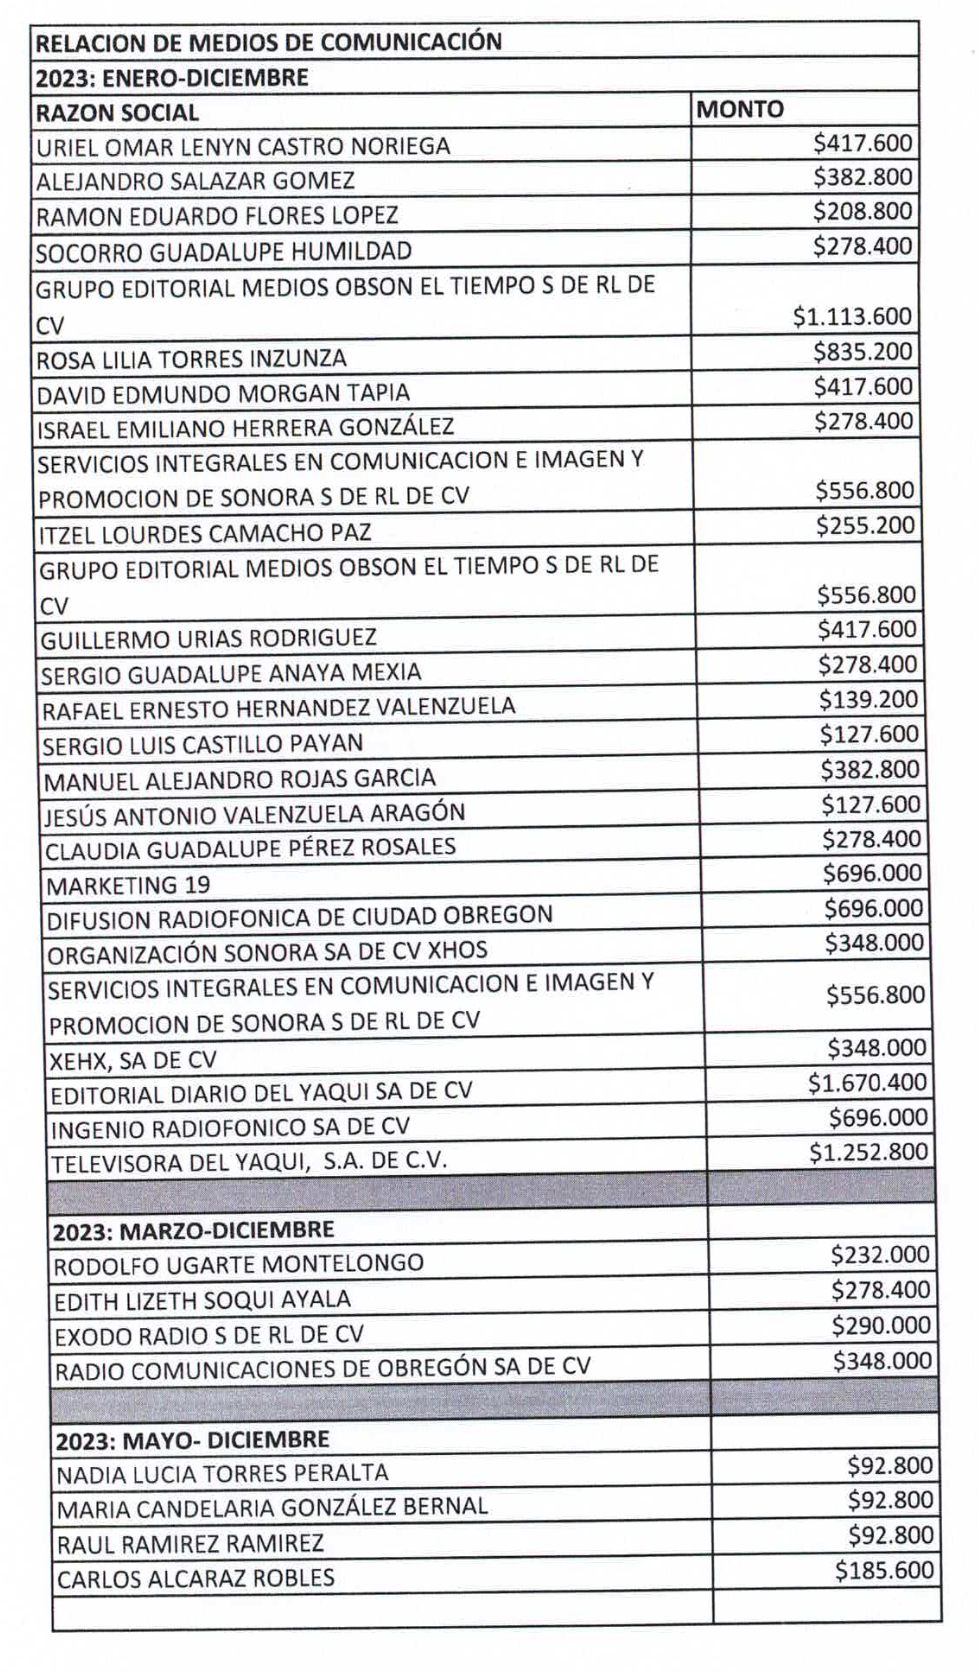 RELACION DE MEDIOS DE COMUNICACIÓN
2023: ENERO-DICIEMBRE
RAZON SOCIAL MONTO
URIEL OMAR LENYN CASTRO NORIEGA $417.600
ALEJANDRO SALAZAR GOMEZ $382.800
RAMON EDUARDO FLORES LOPEZ $208.800
SOCORRO GUADALUPE HUMILDAD $278.400
GRUPO EDITORIAL MEDIOS OBSON EL TIEMPO S DE RL DE
CV $1.113.600
ROSA LILIA TORRES INZUNZA $835.200
DAVID EDMUNDO MORGAN TAPIA $417.600
ISRAEL EMILIANO HERRERA GONZÁLEZ $278.400
SERVICIOS INTEGRALES EN COMUNICACION E IMAGEN Y
PROMOCION DE SONORA S DE RL DE CV $556.800
ITZEL LOURDES CAMACHO PAZ $255.200
GRUPO EDITORIAL MEDIOS OBSON EL TIEMPO S DE RL DE
CV $556.800
GUILLERMO URIAS RODRIGUEZ $417.600
SERGIO GUADALUPE ANAYA MEXIA $278.400
RAFAEL ERNESTO HERNANDEZ VALENZUELA $139.200
SERGIO LUIS CASTILLO PAYAN $127.600
MANUEL ALEJANDRO ROJAS GARCIA $382.800
JESÚS ANTONIO VALENZUELA ARAGÓN $127.600
CLAUDIA GUADALUPE PÉREZ ROSALES $278.400
MARKETING 19 $696.000
DIFUSION RADIOFONICA DE CIUDAD OBREGON $696.000
ORGANIZACIÓN SONORA SA DE CV XHOS $348.000
SERVICIOS INTEGRALES EN COMUNICACION E IMAGEN Y
PROMOCION DE SONORA S DE RL DE CV $556.800
XEHX, SA DE CV $348.000
EDITORIAL DIARIO DEL YAQUI SA DE CV $1.670.400
INGENIO RADIOFONICO SA DE CV $696.000
TELEVISORA DEL YAQUI, S.A. DE C.V. $1.252.800
2023: MARZO-DICIEMBRE
RODOLFO UGARTE MONTELONGO $232.000
EDITH LIZETH SOQUI AYALA $278.400
EXODO RADIO S DE RL DE CV $290.000
RADIO COMUNICACIONES DE OBREGÓN SA DE CV $348.000
2023: MAYO- DICIEMBRE
NADIA LUCIA TORRES PERALTA $92.800
MARIA CANDELARIA GONZÁLEZ BERNAL $92.800
RAUL RAMIREZ RAMIREZ $92.800
CARLOS ALCARAZ ROBLES $185.600